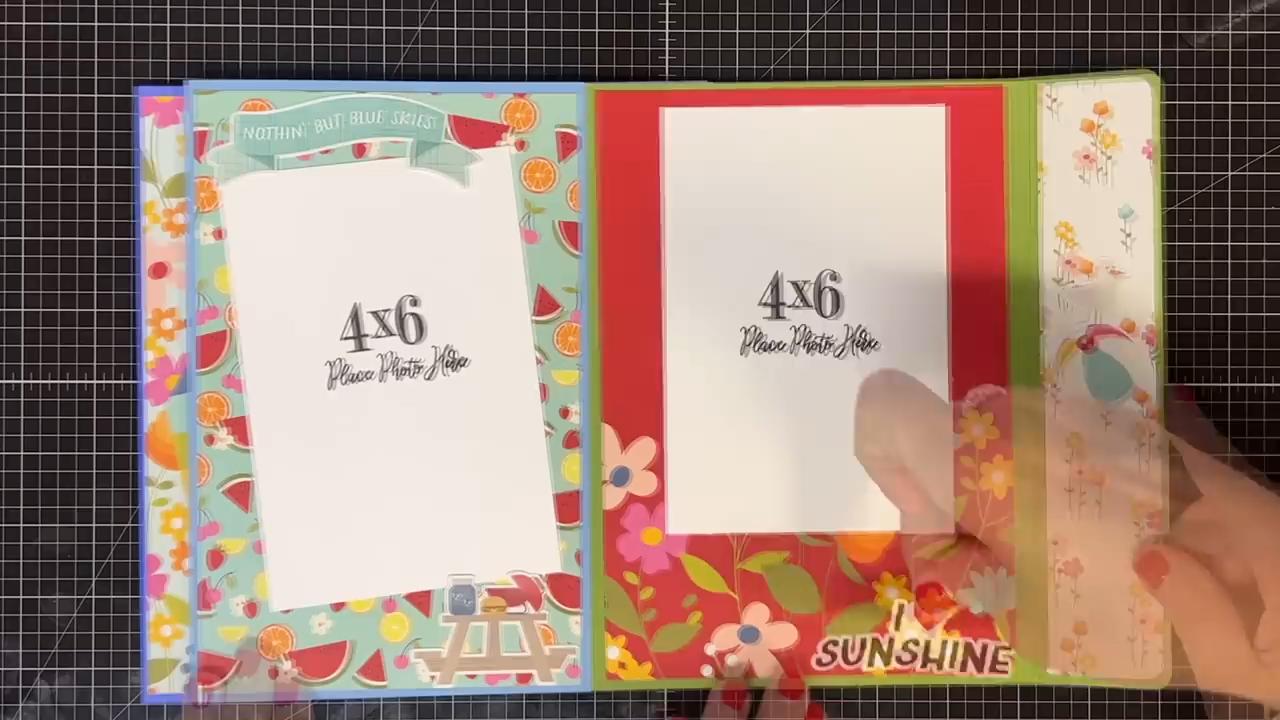 NOTHIN' BUT BLUE SKIES!
4x6
Place Photo Here
4x6
Place Photo Here
I
SUNSHINE